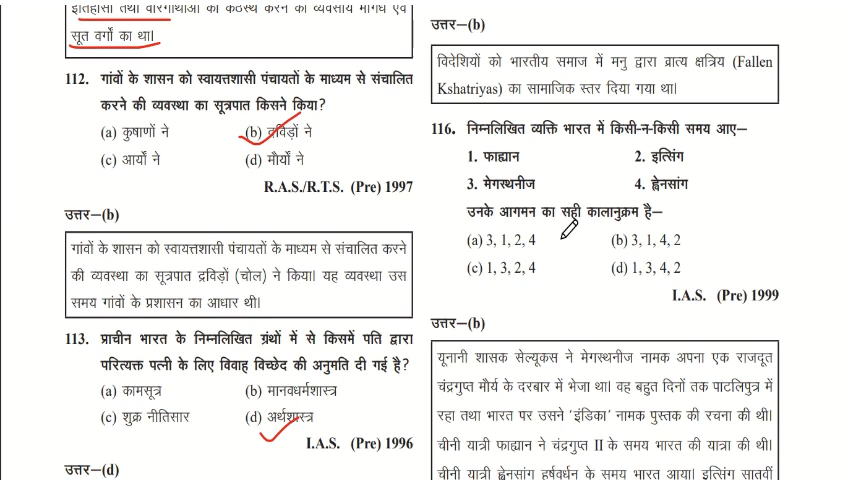 इतिहासों तथा वीरगाथाओं को कंठस्थ करने का व्यवसाय मागध एवं
सूत वर्गों का था।
112. गांवों के शासन को स्वायत्तशासी पंचायतों के माध्यम से संचालित
करने की व्यवस्था का सूत्रपात किसने किया?
(a) कुषाणों ने (b) द्रविड़ों ने
(c) आर्यों ने (d) मौर्यों ने
R.A.S./R.T.S. (Pre) 1997
उत्तर–(b)
गांवों के शासन को स्वायत्तशासी पंचायतों के माध्यम से संचालित करने
की व्यवस्था का सूत्रपात द्रविड़ों (चोल) ने किया। यह व्यवस्था उस
समय गांवों के प्रशासन का आधार थी।
113. प्राचीन भारत के निम्नलिखित ग्रंथों में से किसमें पति द्वारा
परित्यक्त पत्नी के लिए विवाह विच्छेद की अनुमति दी गई है?
(a) कामसूत्र (b) मानवधर्मशास्त्र
(c) शुक्र नीतिसार (d) अर्थशास्त्र
I.A.S. (Pre) 1996
उत्तर–(d)
उत्तर–(b)
विदेशियों को भारतीय समाज में मनु द्वारा व्रात्य क्षत्रिय (Fallen
Kshatriyas) का सामाजिक स्तर दिया गया था।
116. निम्नलिखित व्यक्ति भारत में किसी-न-किसी समय आए–
1. फाह्यान 2. इत्सिंग
3. मेगस्थनीज 4. ह्वेनसांग
उनके आगमन का सही कालानुक्रम है–
(a) 3, 1, 2, 4 (b) 3, 1, 4, 2
(c) 1, 3, 2, 4 (d) 1, 3, 4, 2
I.A.S. (Pre) 1999
उत्तर–(b)
यूनानी शासक सेल्यूकस ने मेगस्थनीज नामक अपना एक राजदूत
चंद्रगुप्त मौर्य के दरबार में भेजा था। वह बहुत दिनों तक पाटलिपुत्र में
रहा तथा भारत पर उसने ‘इंडिका’ नामक पुस्तक की रचना की थी।
चीनी यात्री फाह्यान ने चंद्रगुप्त II के समय भारत की यात्रा की थी।
चीनी यात्री ह्वेनसांग हर्षवर्धन के समय भारत आया। इत्सिंग सातवीं